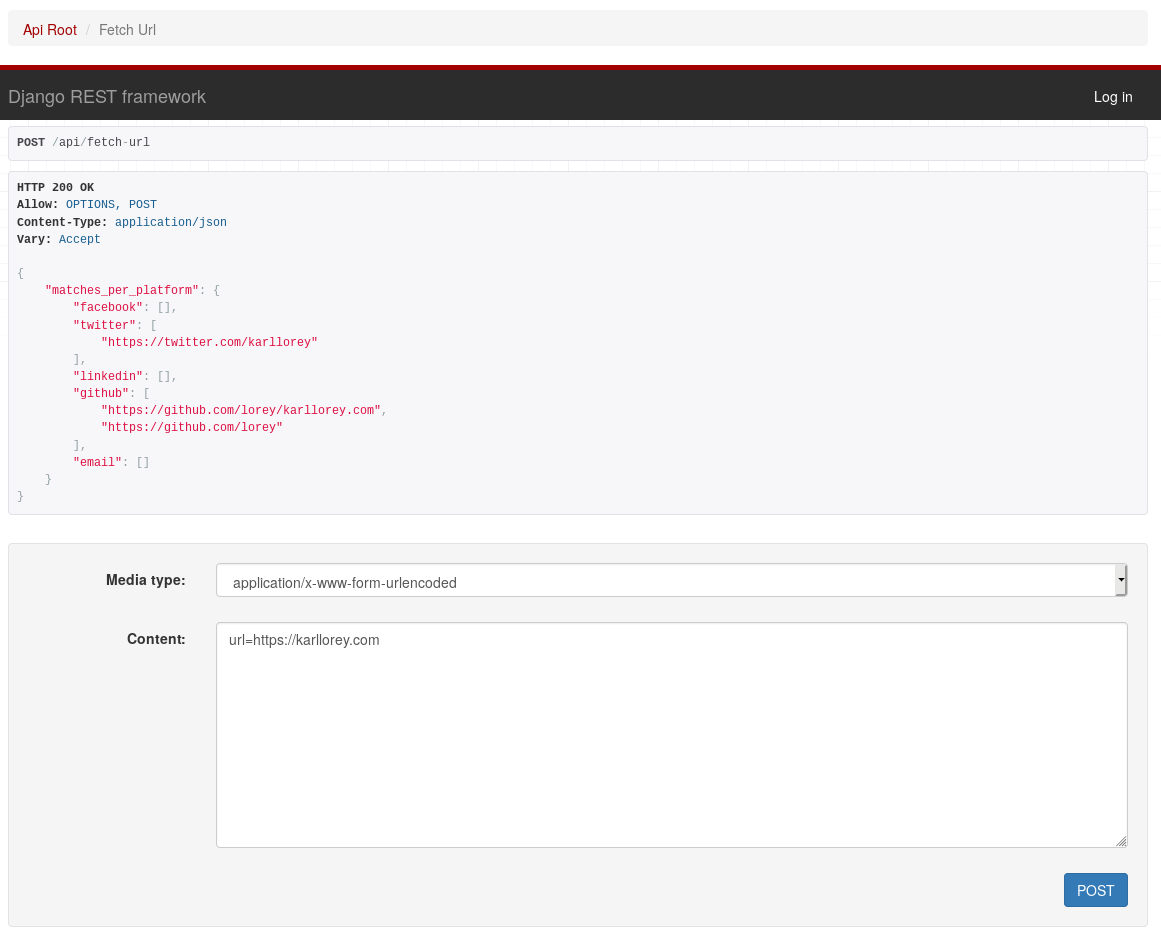 Api Root / Fetch Url
Django REST framework
Log in
POST /api/fetch-url
HTTP 200 OK
Allow: OPTIONS, POST
Content-Type: application/json
Vary: Accept
{
    "matches_per_platform": {
        "facebook": [],
        "twitter": [
            "https://twitter.com/karllorey"
        ],
        "linkedin": [],
        "github": [
            "https://github.com/lorey/karllorey.com",
            "https://github.com/lorey"
        ],
        "email": []
    }
}
Media type:
application/x-www-form-urlencoded
Content:
url=https://karllorey.com
POST